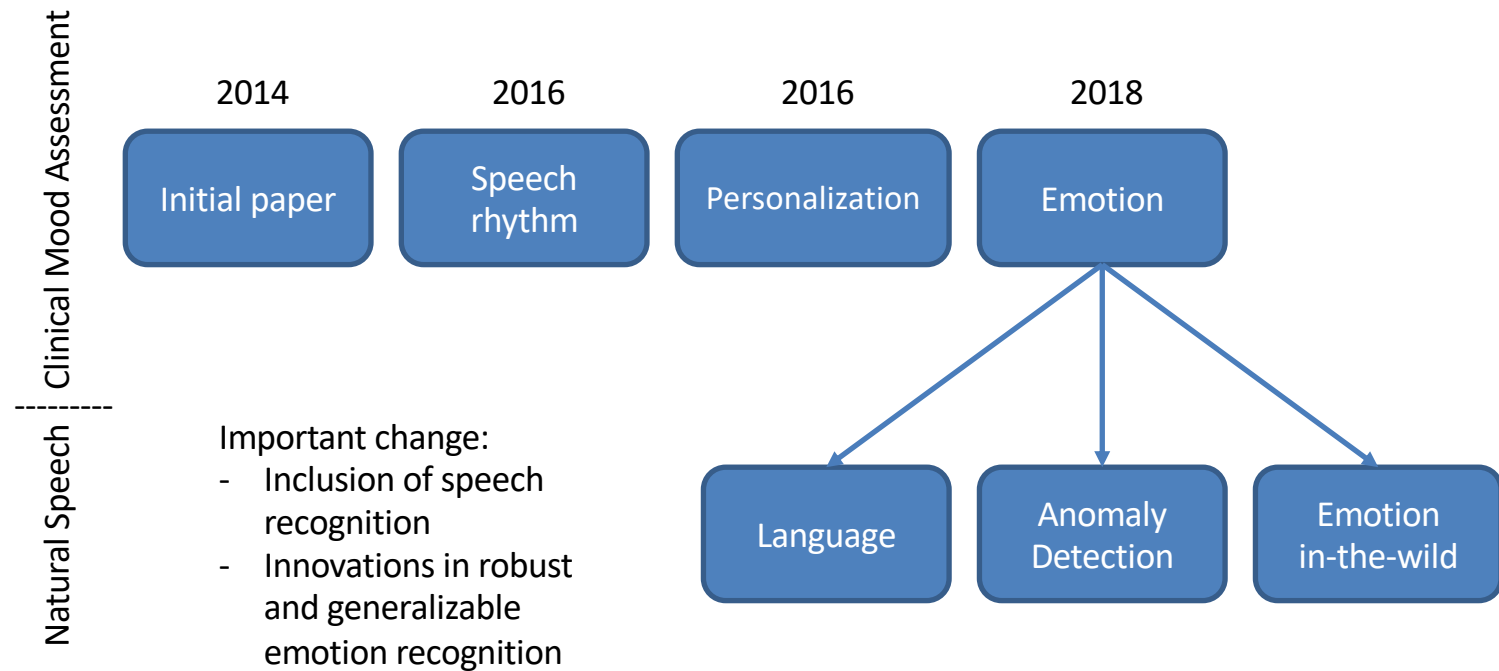 Clinical Mood Assessment
2014
2016
2016
2018
Initial paper
Speech
rhythm
Personalization
Emotion
---------
Natural Speech
Important change:
- Inclusion of speech
recognition
- Innovations in robust
and generalizable
emotion recognition
Language
Anomaly
Detection
Emotion
in-the-wild